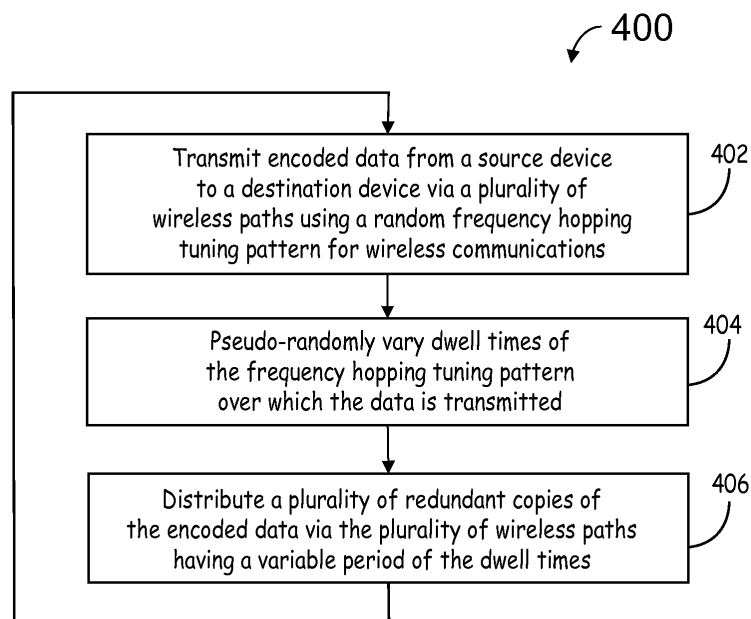 400
Transmit encoded data from a source device
to a destination device via a plurality of
wireless paths using a random frequency hopping
tuning pattern for wireless communications
402
Pseudo-randomly vary dwell times of
the frequency hopping tuning pattern
over which the data is transmitted
404
Distribute a plurality of redundant copies of
the encoded data via the plurality of wireless paths
having a variable period of the dwell times
406